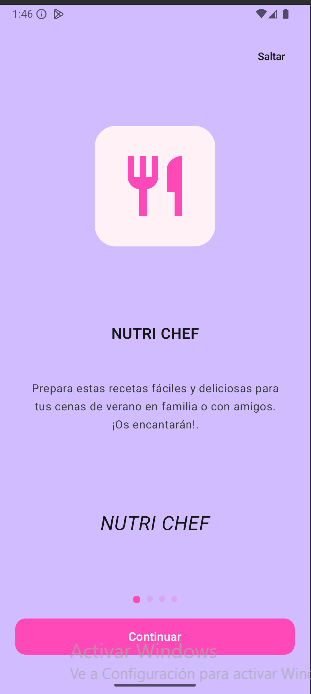 1:46
Saltar
NUTRI CHEF
Prepara estas recetas fáciles y deliciosas para
tus cenas de verano en familia o con amigos.
¡Os encantarán!.
NUTRI CHEF
Continuar
Activar Windows
Ve a Configuración para activar Win